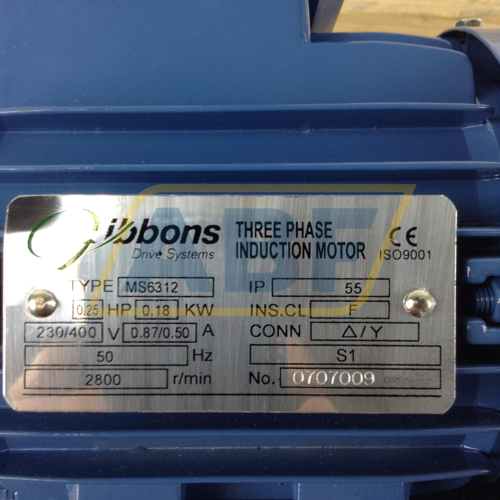 Gibbons
Drive Systems
THREE PHASE
INDUCTION MOTOR
CE
ISO9001
TYPE MS6312 IP 55
0.25 HP 0.18 KW INS.CL F
230/400 V 0.87/0.50 A CONN △/Y
50 Hz S1
2800 r/min No. 0707009
ABF